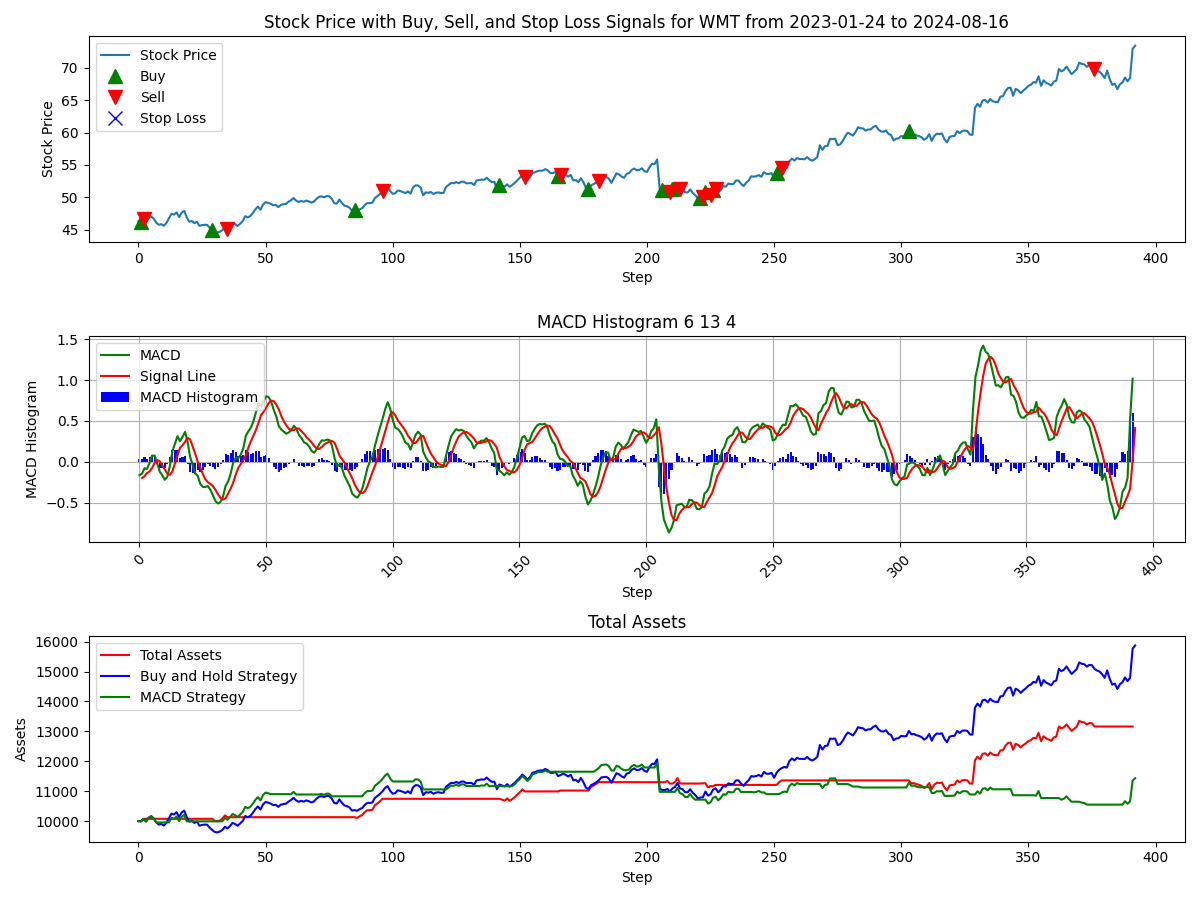 Stock Price with Buy, Sell, and Stop Loss Signals for WMT from 2023-01-24 to 2024-08-16
Stock Price
Buy
Sell
Stop Loss
Stock Price
70
65
60
55
50
45
0 50 100 150 200 250 300 350 400
Step
MACD Histogram 6 13 4
MACD
Signal Line
MACD Histogram
MACD Histogram
1.5
1.0
0.5
0.0
−0.5
0 50 100 150 200 250 300 350 400
Step
Total Assets
Total Assets
Buy and Hold Strategy
MACD Strategy
Assets
16000
15000
14000
13000
12000
11000
10000
0 50 100 150 200 250 300 350 400
Step